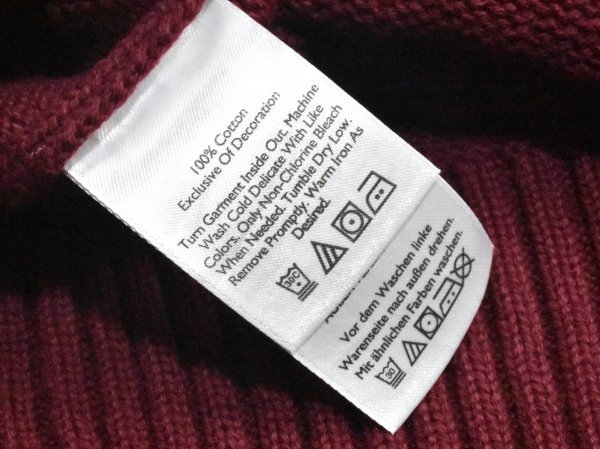 100% Cotton
Exclusive Of Decoration
Turn Garment Inside Out. Machine
Wash Cold Delicate With Like
Colors. Only Non-Chlorine Bleach
When Needed. Tumble Dry Low.
Remove Promptly. Warm Iron As
Desired.
30C
Vor dem Waschen linke
Warenseite nach außen drehen.
Mit ähnlichen Farben waschen.
30